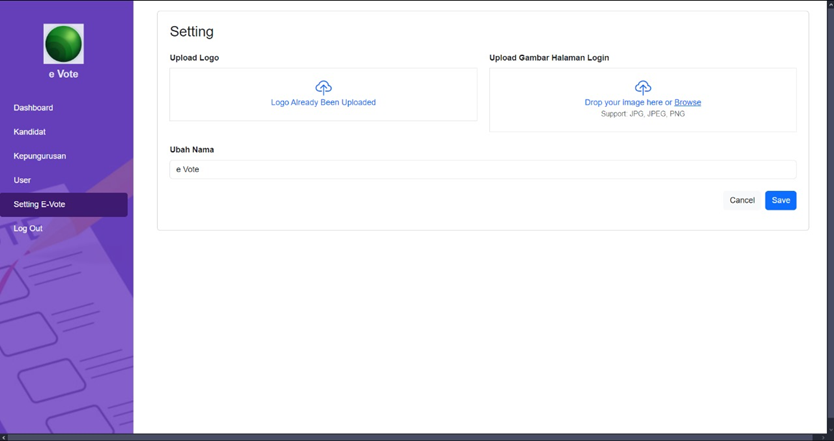 e Vote
Dashboard
Kandidat
Kepungurusan
User
Setting E-Vote
Log Out
Setting
Upload Logo
Logo Already Been Uploaded
Upload Gambar Halaman Login
Drop your image here or Browse
Support: JPG, JPEG, PNG
Ubah Nama
e Vote
Cancel
Save